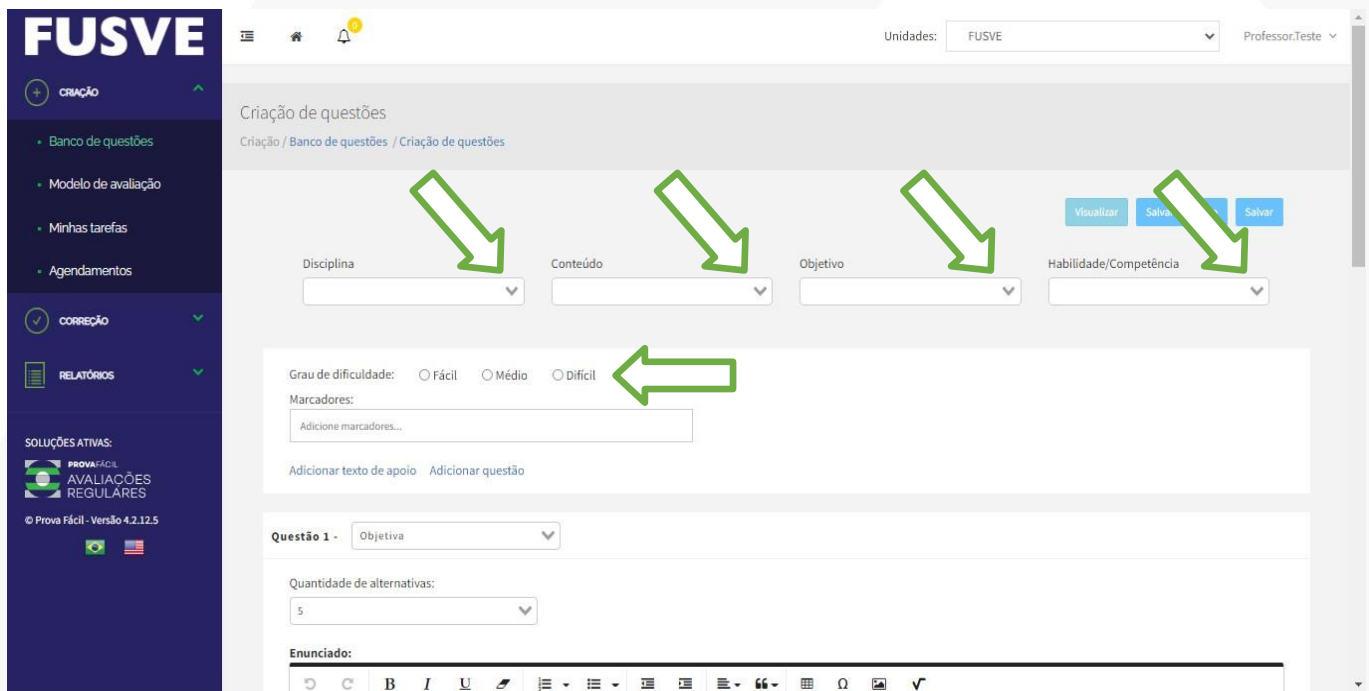 FUSVE
0
Unidades: FUSVE Professor.Teste
CRIAÇÃO
Banco de questões
Modelo de avaliação
Minhas tarefas
Agendamentos
CORREÇÃO
RELATÓRIOS
SOLUÇÕES ATIVAS:
PROVAFÁCIL
AVALIAÇÕES
REGULARES
© Prova Fácil - Versão 4.2.12.5
Criação de questões
Criação / Banco de questões / Criação de questões
Visualizar Salvar Salvar
Disciplina Conteúdo Objetivo Habilidade/Competência
Grau de dificuldade: Fácil Médio Difícil
Marcadores:
Adicione marcadores...
Adicionar texto de apoio Adicionar questão
Questão 1 - Objetiva
Quantidade de alternativas:
5
Enunciado:
B I U Ω √